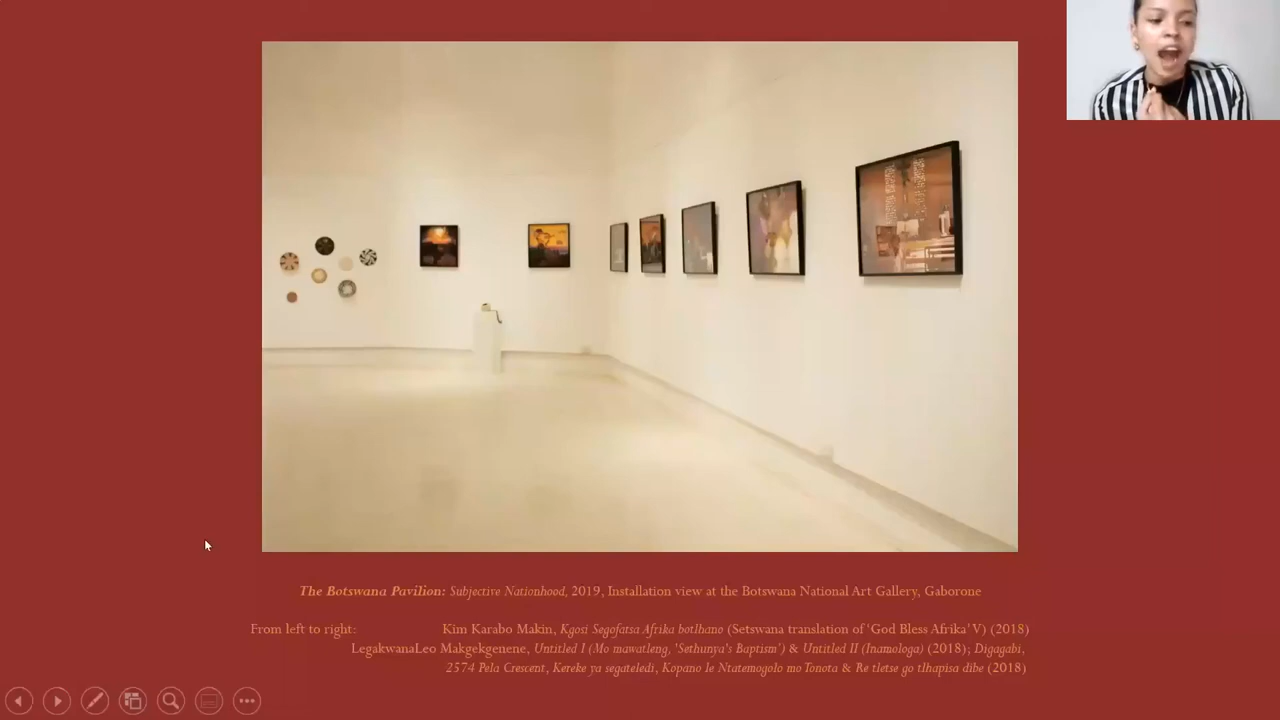 The Botswana Pavilion: Subjective Nationhood, 2019, Installation view at the Botswana National Art Gallery, Gaborone
From left to right: Kim Karabo Makin, Kgosi Segofatsa Afrika botlhano (Setswana translation of 'God Bless Afrika' V) (2018)
LegakwanaLeo Makgekgenene, Untitled I (Mo mawatleng, 'Sethunya's Baptism') & Untitled II (Inamologa) (2018); Digagabi,
2574 Pela Crescent, Kereke ya segateledi, Kopano le Ntatemogolo mo Tonota & Re tletse go tlhapisa dibe (2018)